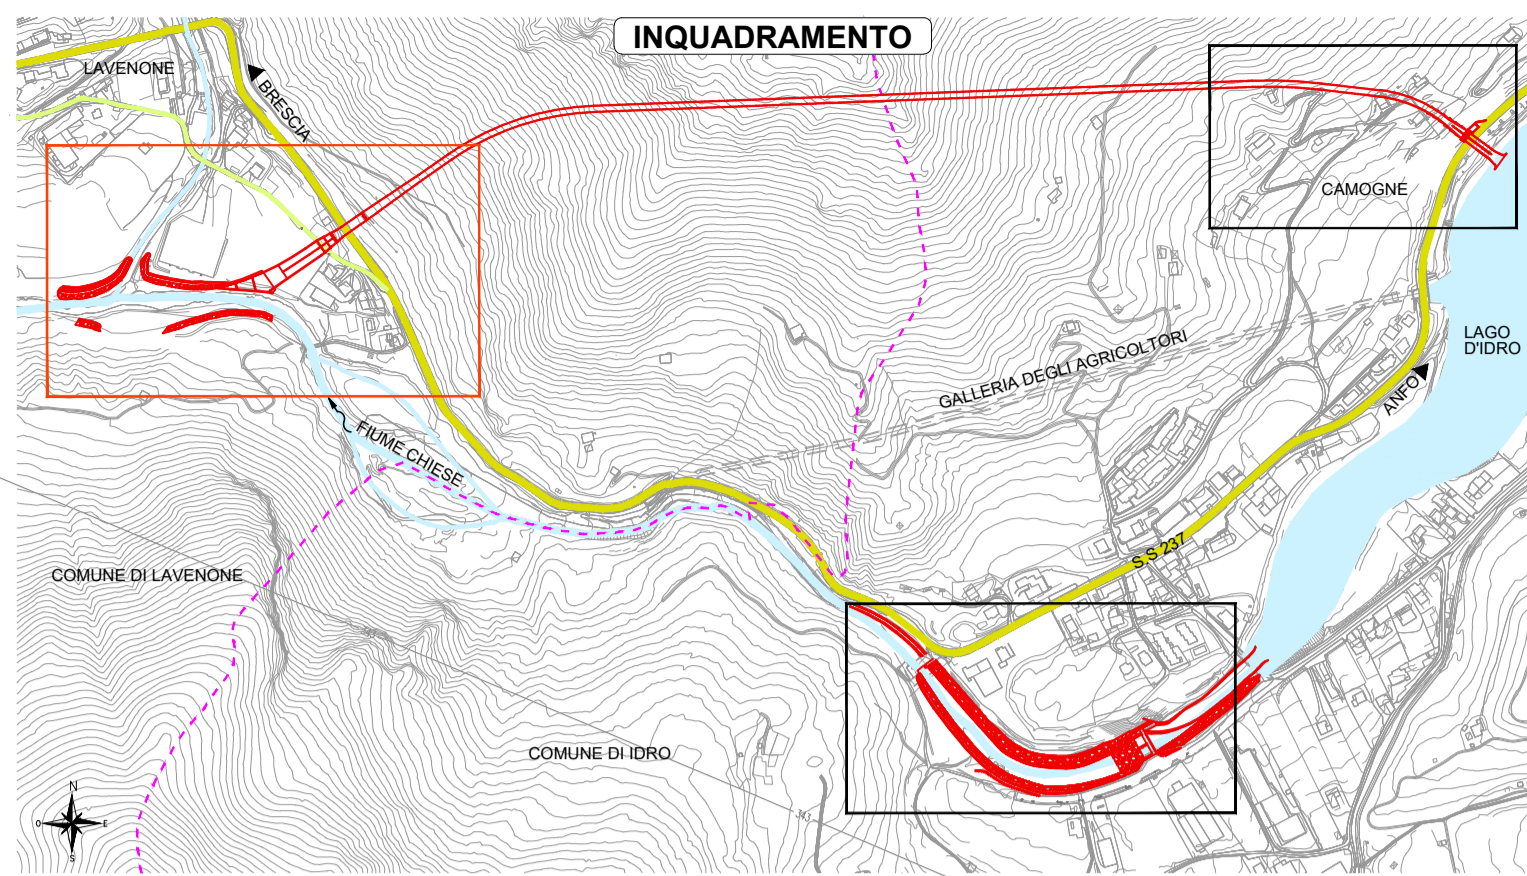 INQUADRAMENTO
LAVENONE
BRESCIA
CAMOGNE
LAGO
D'IDRO
GALLERIA DEGLI AGRICOLTORI
ANFO
FIUME CHIESE
S.S 237
COMUNE DI LAVENONE
COMUNE DI IDRO
343
N
O
E
S